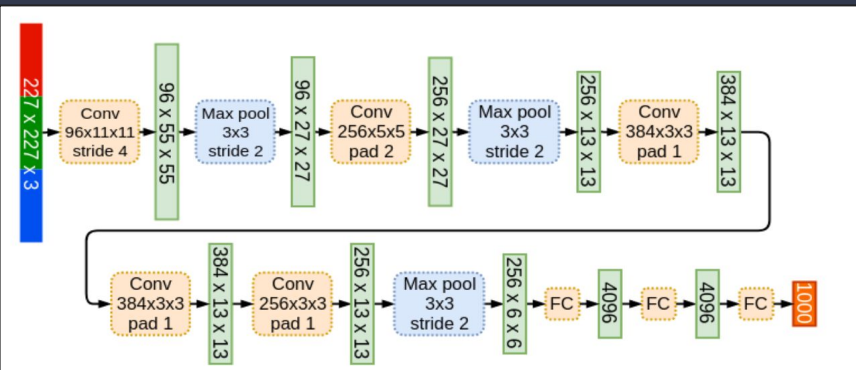 227 x 227 x 3
Conv
96x11x11
stride 4
96 x 55 x 55
Max pool
3x3
stride 2
96 x 27 x 27
Conv
256x5x5
pad 2
256 x 27 x 27
Max pool
3x3
stride 2
256 x 13 x 13
Conv
384x3x3
pad 1
384 x 13 x 13
Conv
384x3x3
pad 1
384 x 13 x 13
Conv
256x3x3
pad 1
256 x 13 x 13
Max pool
3x3
stride 2
256 x 6 x 6
FC
4096
FC
4096
FC
1000